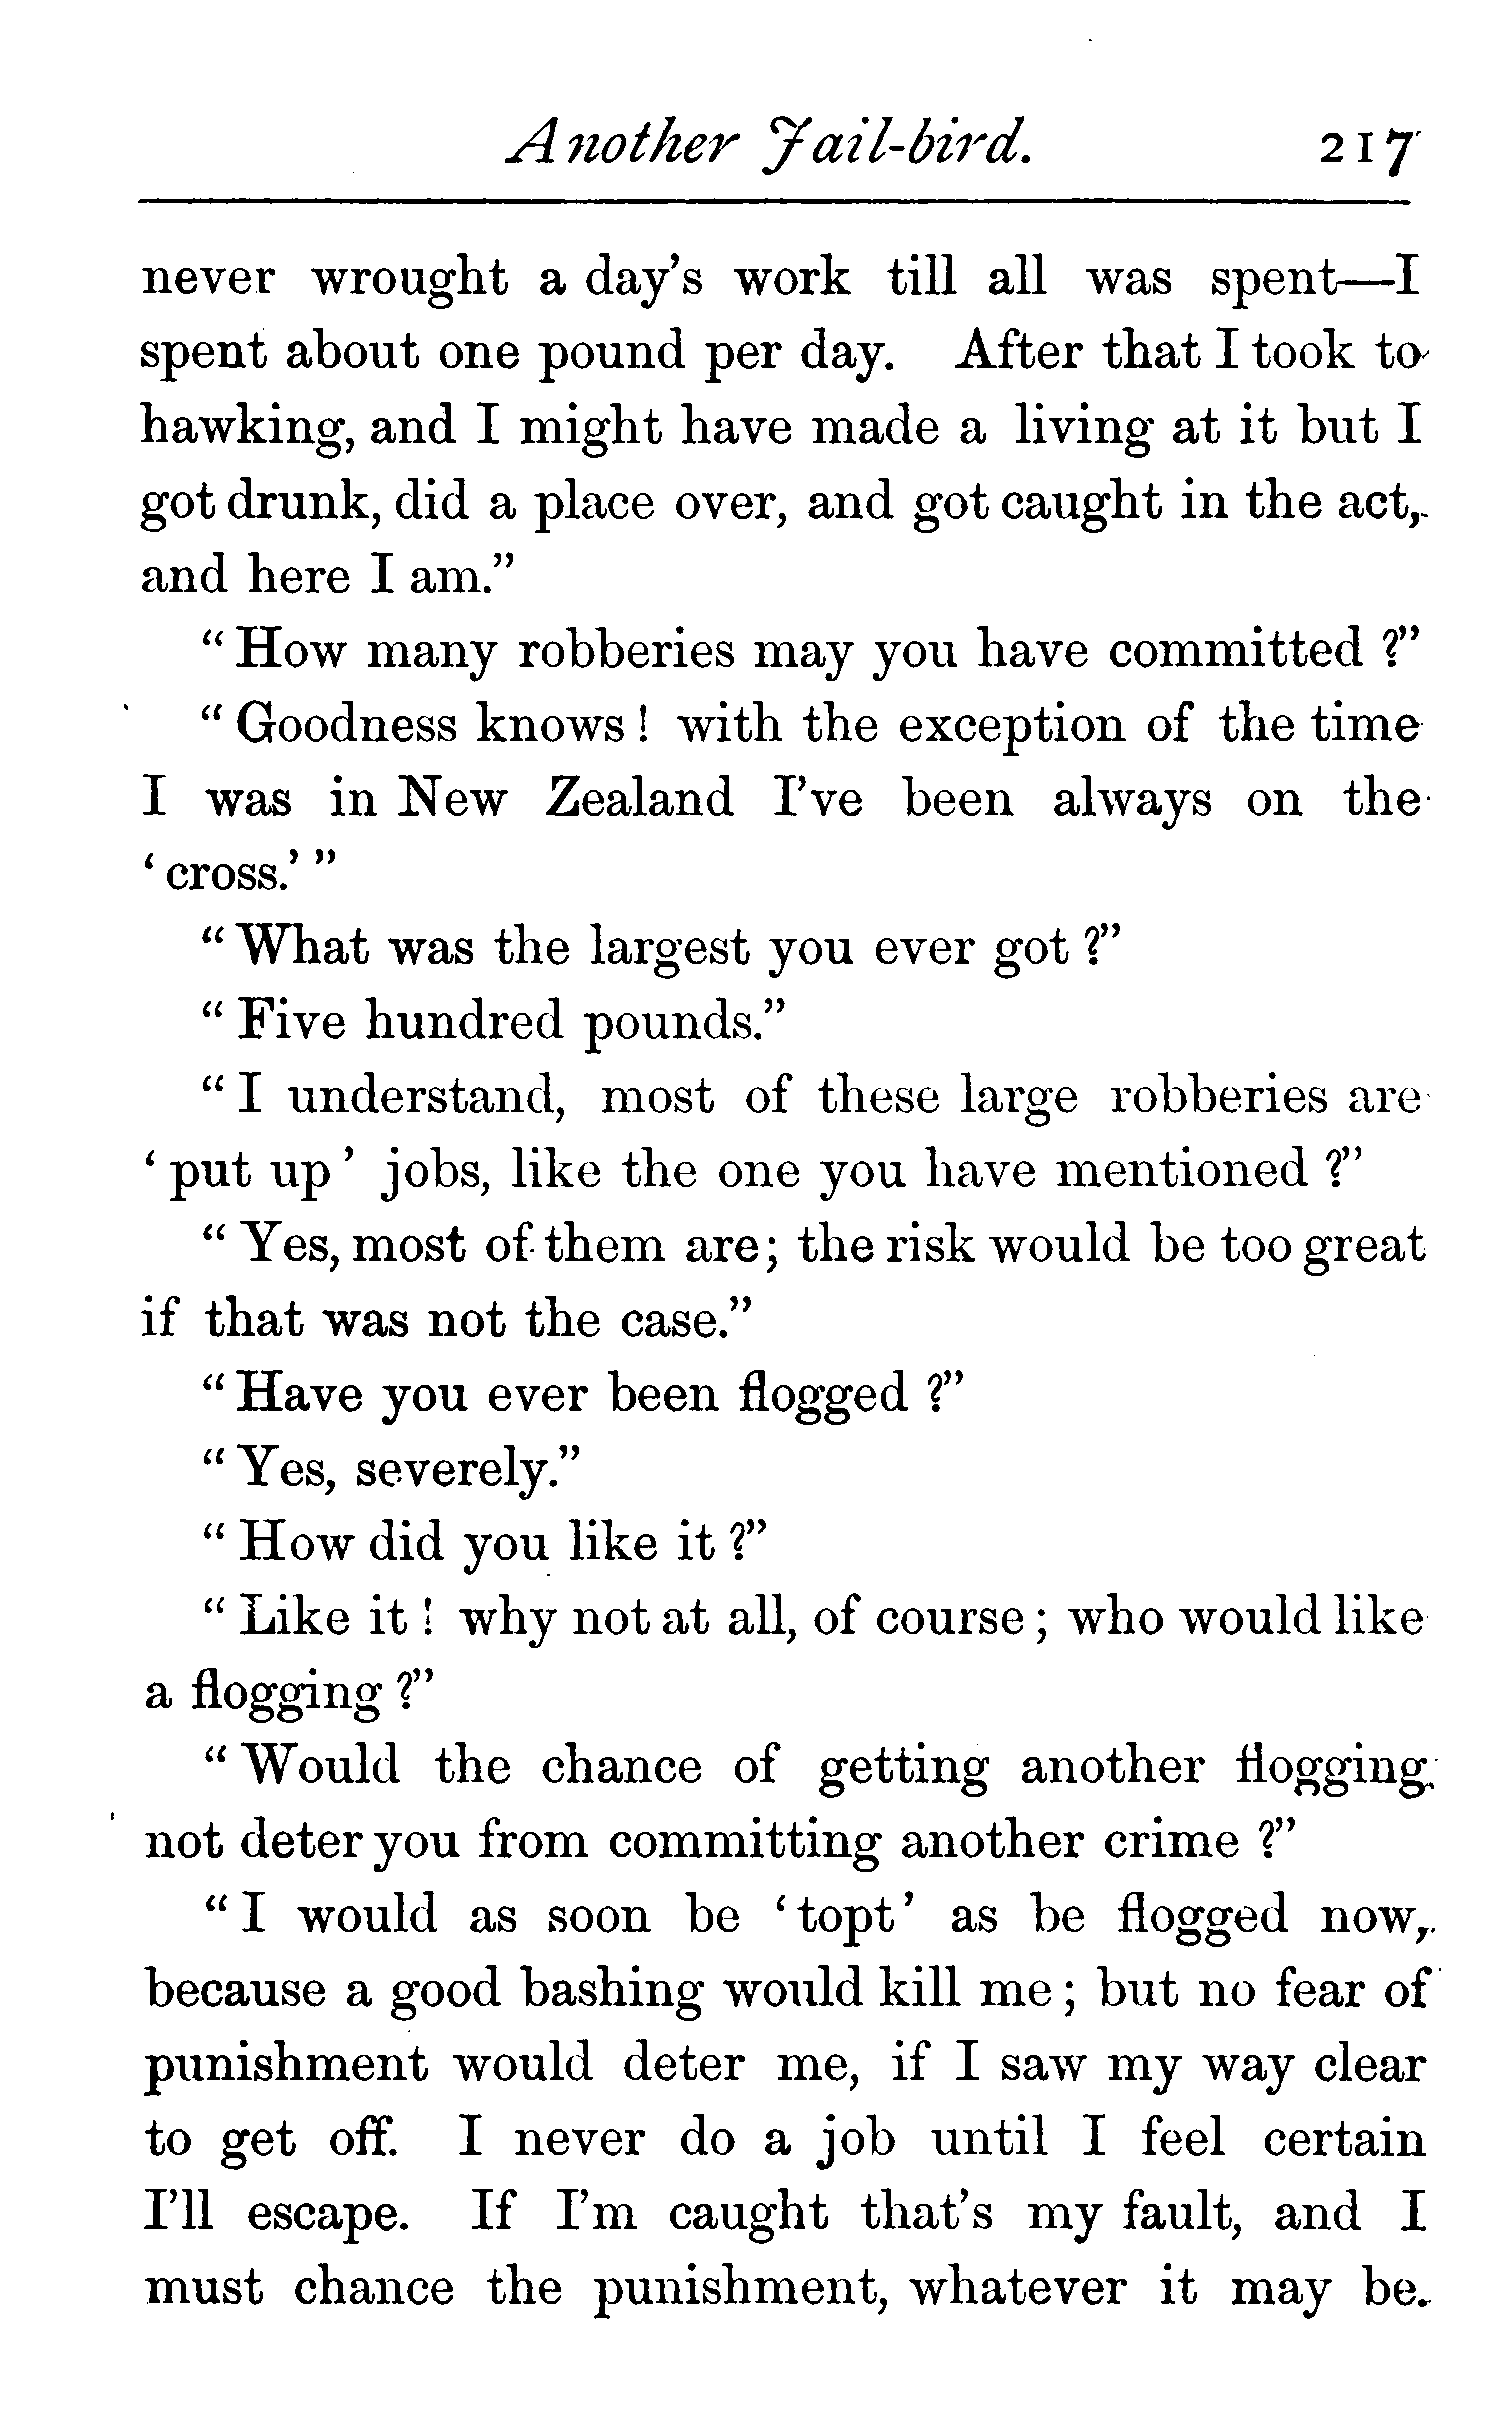 Another Jail-bird. 217
never wrought a day's work till all was spent—I
spent about one pound per day. After that I took to
hawking, and I might have made a living at it but I
got drunk, did a place over, and got caught in the act,
and here I am."
"How many robberies may you have committed ?"
"Goodness knows ! with the exception of the time
I was in New Zealand I've been always on the
'cross.' "
"What was the largest you ever got ?"
"Five hundred pounds."
"I understand, most of these large robberies are
'put up' jobs, like the one you have mentioned ?"
"Yes, most of them are; the risk would be too great
if that was not the case."
"Have you ever been flogged ?"
"Yes, severely."
"How did you like it ?"
"Like it ! why not at all, of course ; who would like
a flogging ?"
"Would the chance of getting another flogging
not deter you from committing another crime ?"
"I would as soon be 'topt' as be flogged now,
because a good bashing would kill me ; but no fear of
punishment would deter me, if I saw my way clear
to get off. I never do a job until I feel certain
I'll escape. If I'm caught that's my fault, and I
must chance the punishment, whatever it may be.